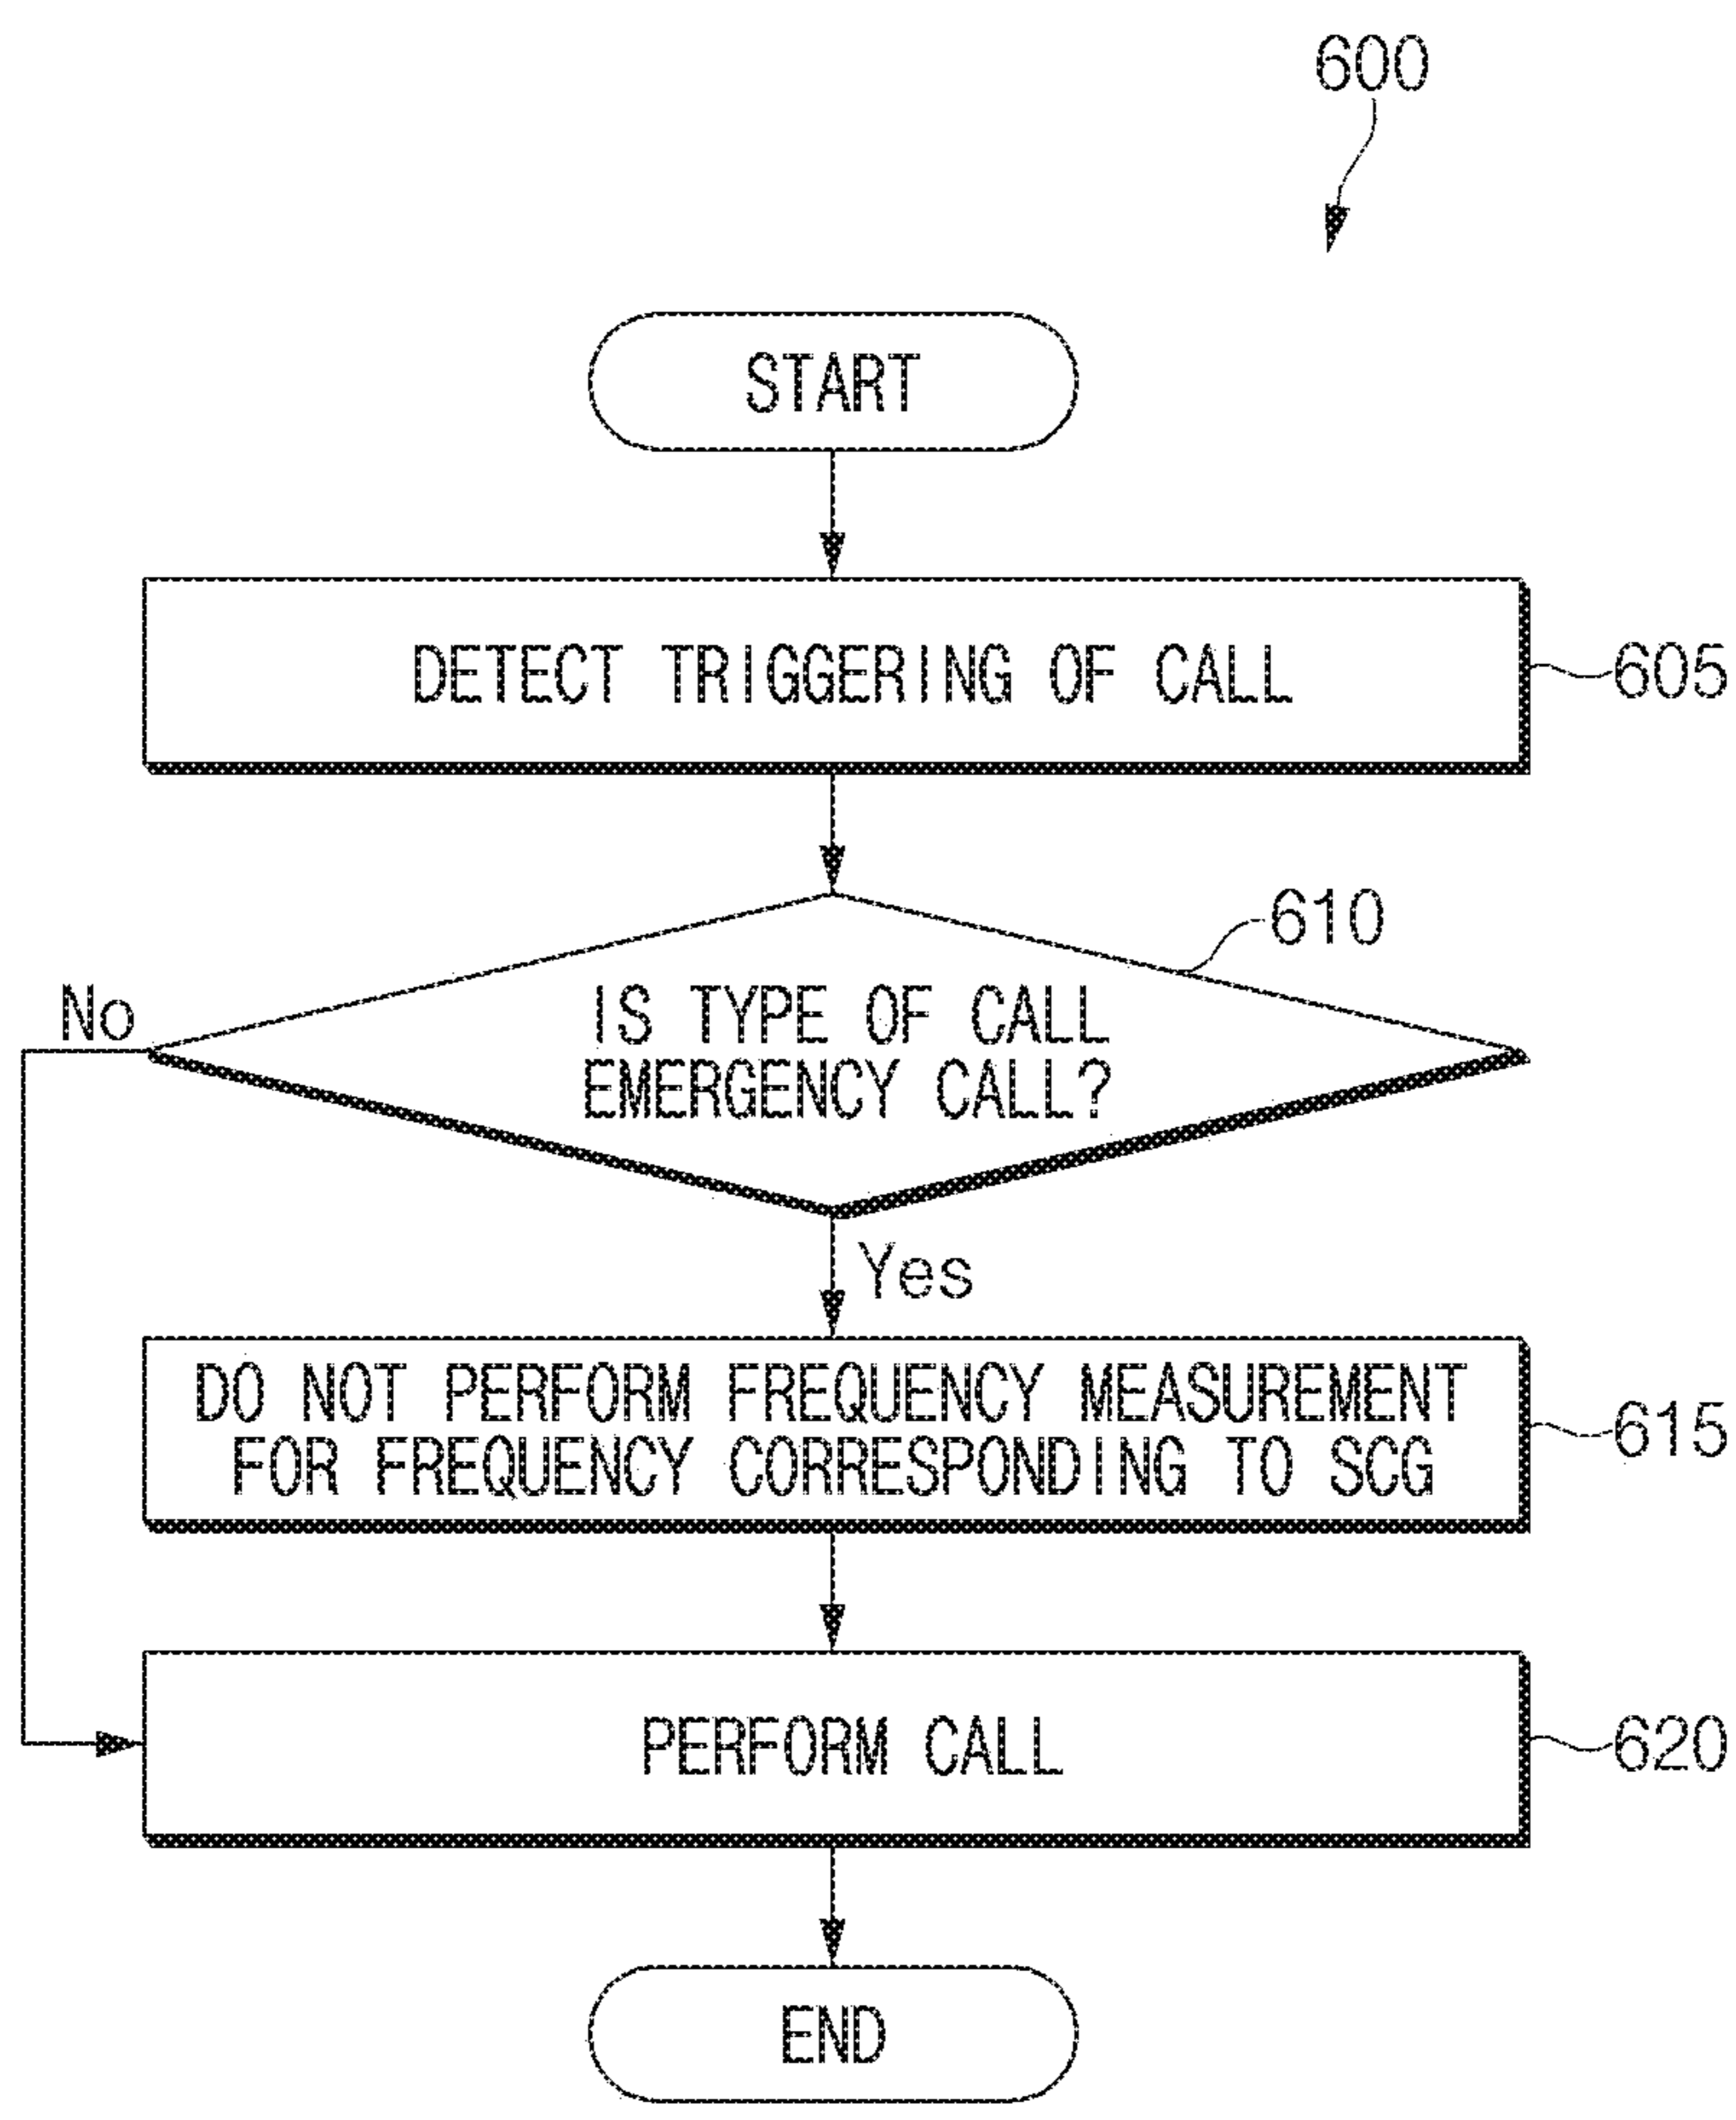 600
START
DETECT TRIGGERING OF CALL
605
610
No
IS TYPE OF CALL
EMERGENCY CALL?
Yes
DO NOT PERFORM FREQUENCY MEASUREMENT
FOR FREQUENCY CORRESPONDING TO SCG
615
PERFORM CALL
620
END